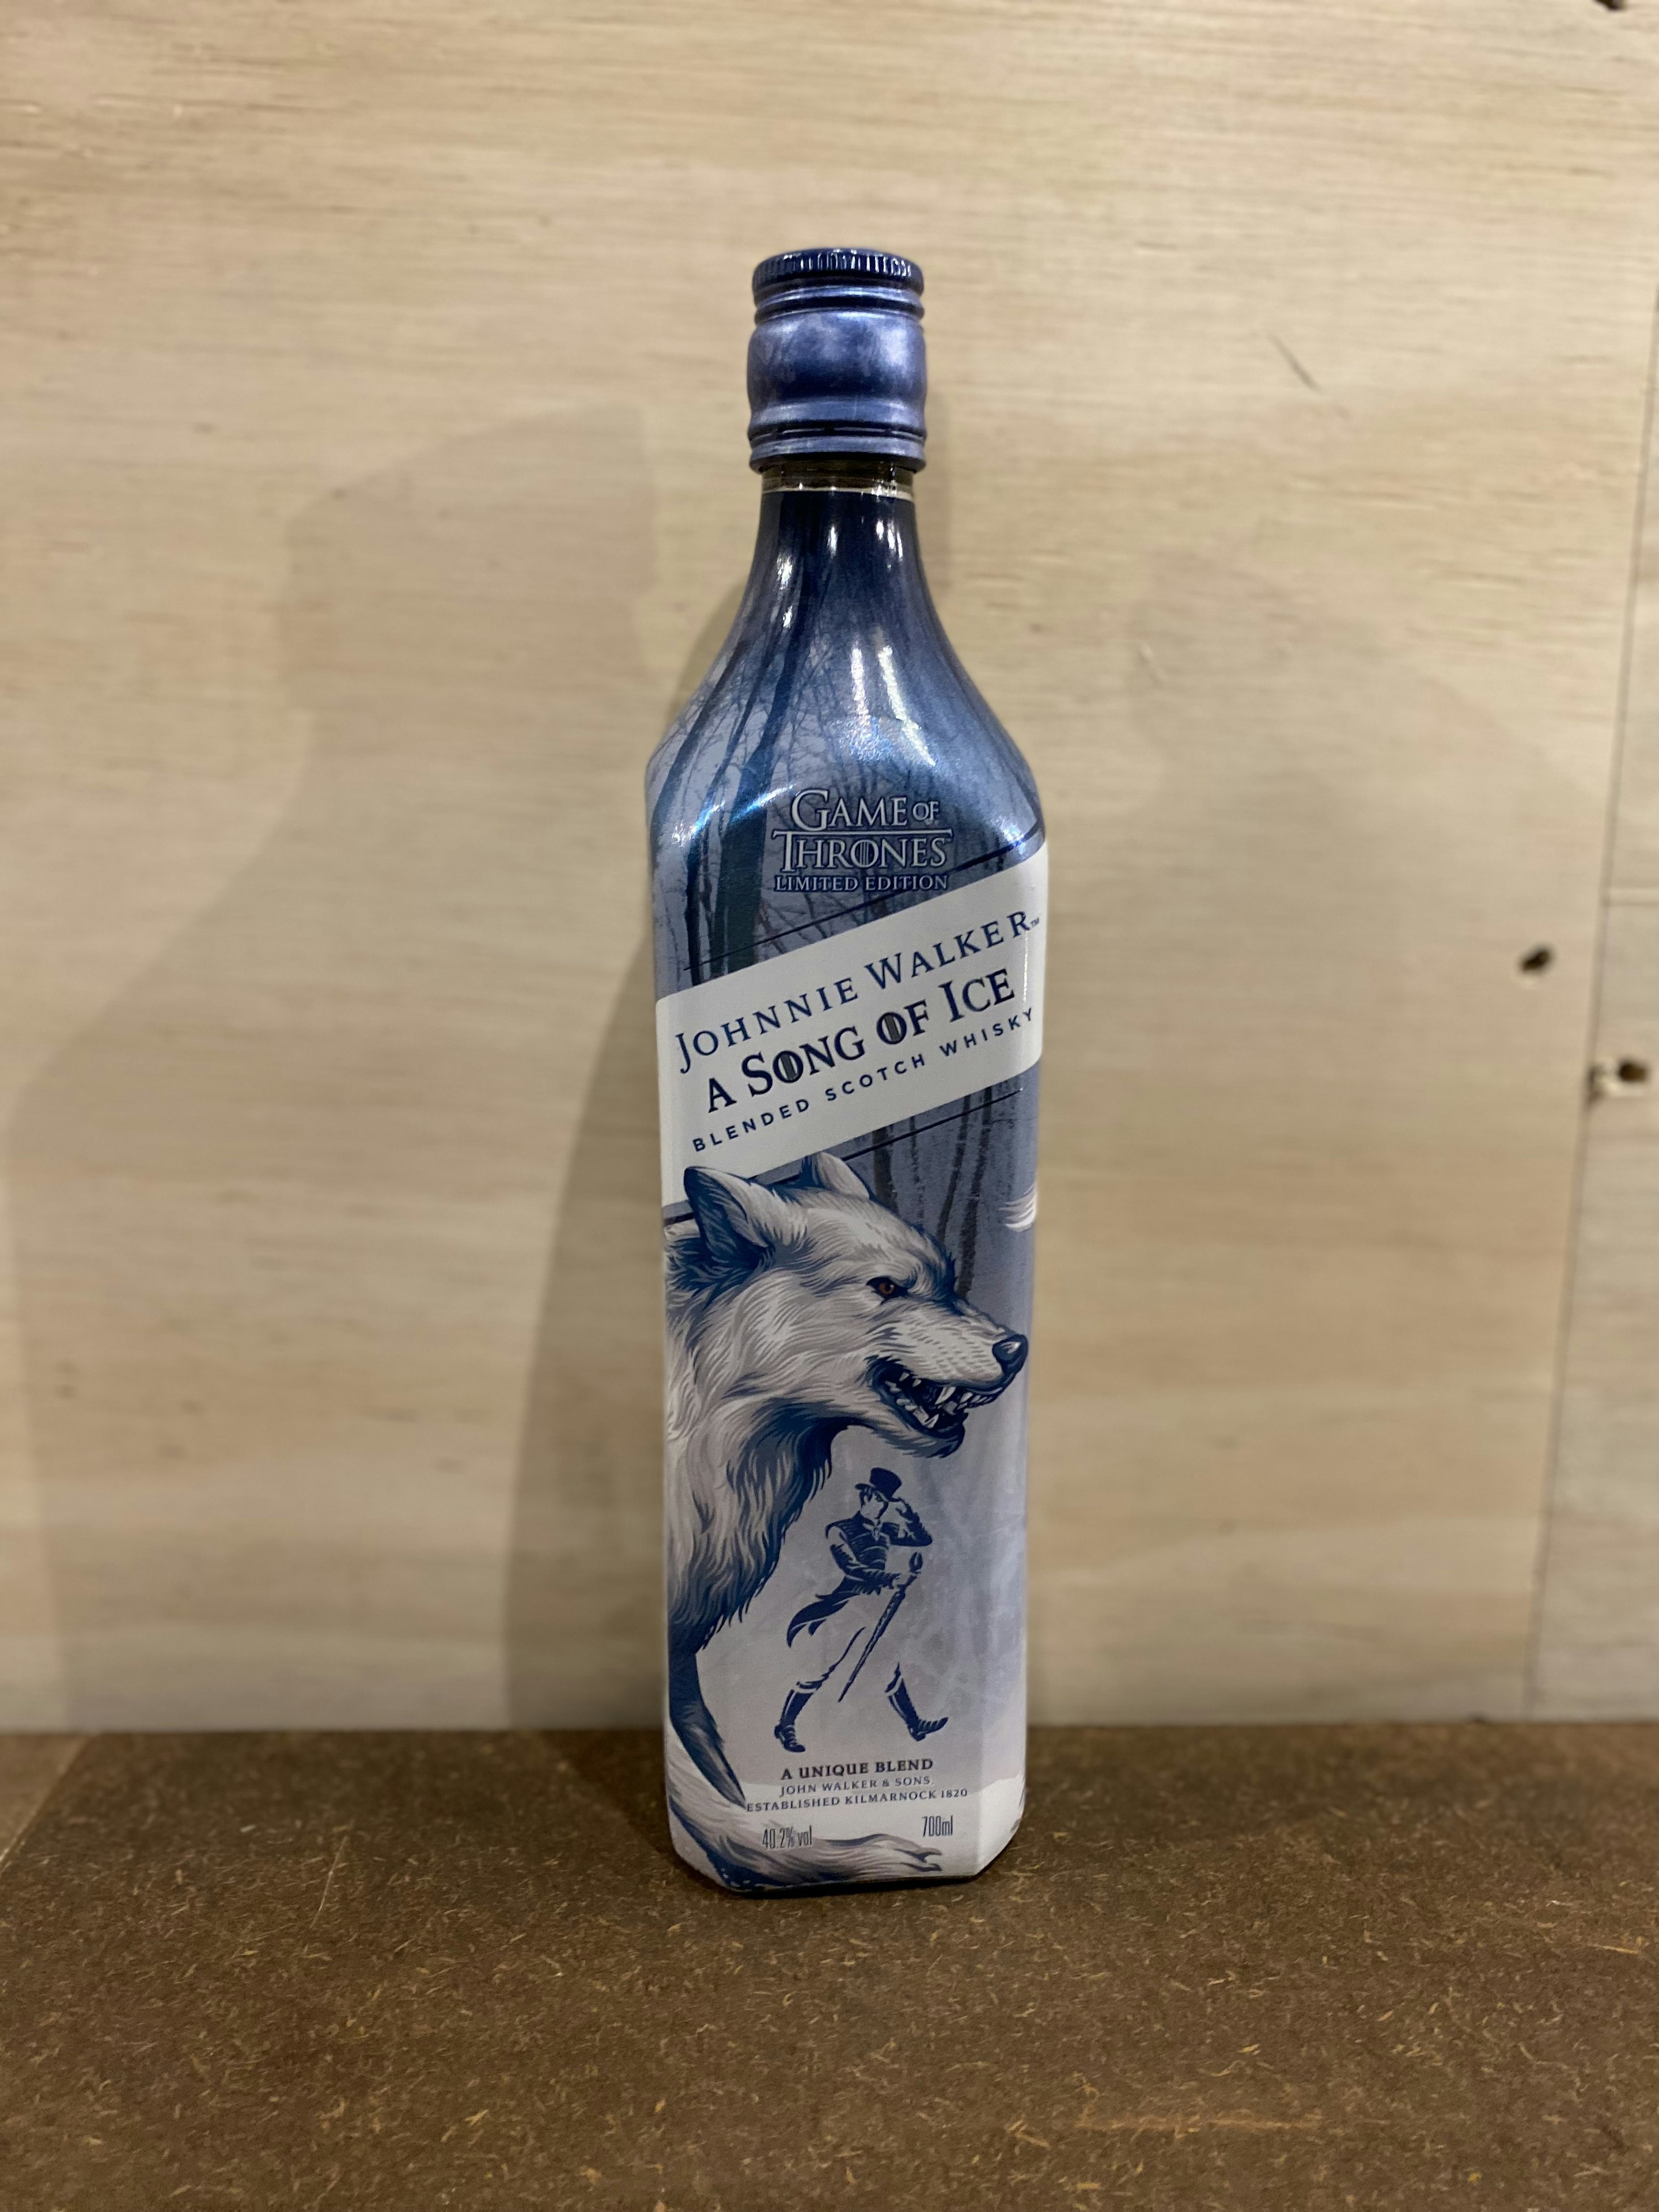 GAME OF
THRONES
LIMITED EDITION
JOHNNIE WALKER™
A SONG OF ICE
BLENDED SCOTCH WHISKY
A UNIQUE BLEND
JOHN WALKER & SONS.
ESTABLISHED KILMARNOCK 1820
40.2% vol 700ml